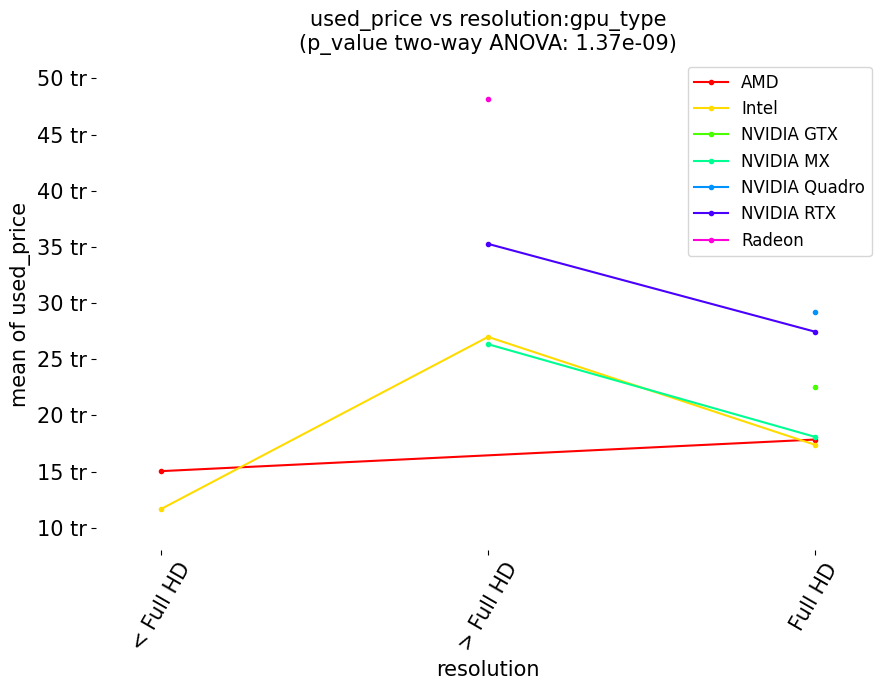 used_price vs resolution:gpu_type
(p_value two-way ANOVA: 1.37e-09)
AMD
Intel
NVIDIA GTX
NVIDIA MX
NVIDIA Quadro
NVIDIA RTX
Radeon
mean of used_price
50 tr
45 tr
40 tr
35 tr
30 tr
25 tr
20 tr
15 tr
10 tr
< Full HD
> Full HD
Full HD
resolution